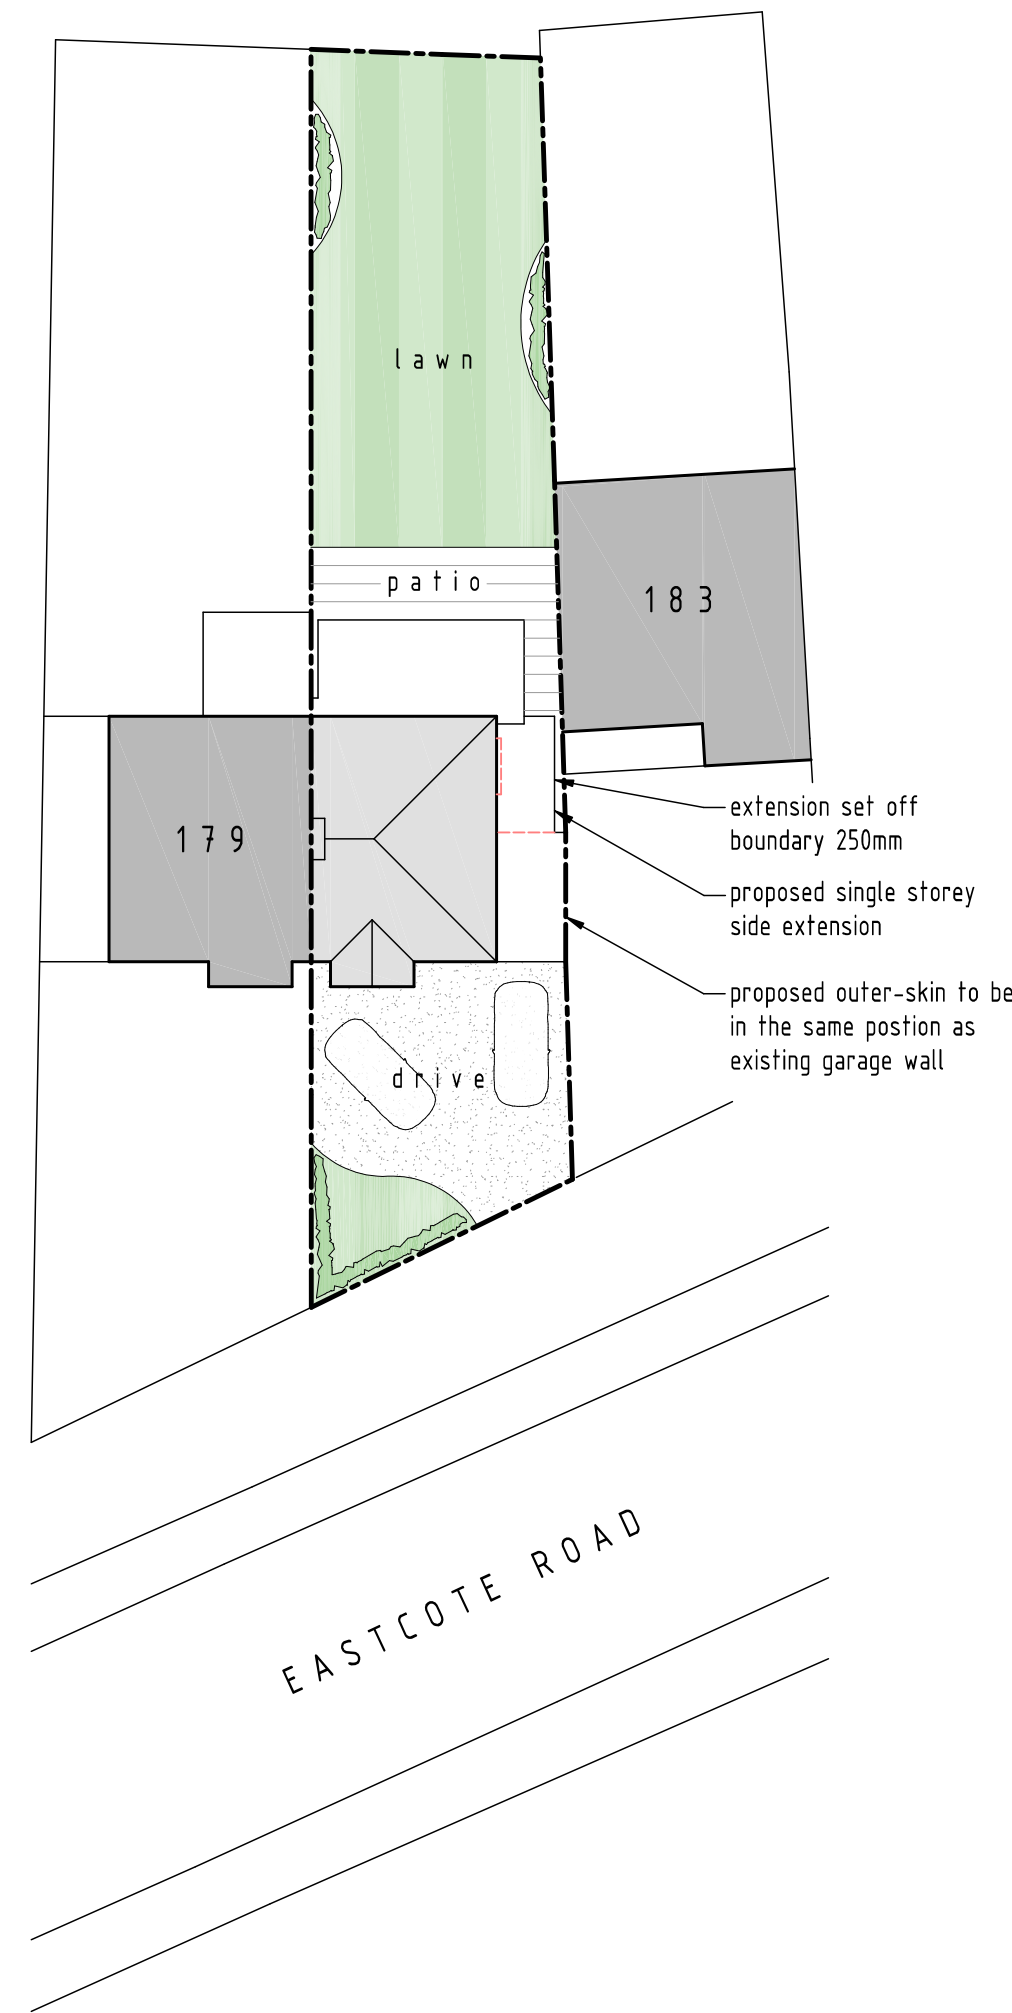 lawn
patio
183
179
extension set off
boundary 250mm
proposed single storey
side extension
proposed outer-skin to be
in the same postion as
existing garage wall
drive
EASTCOTE ROAD